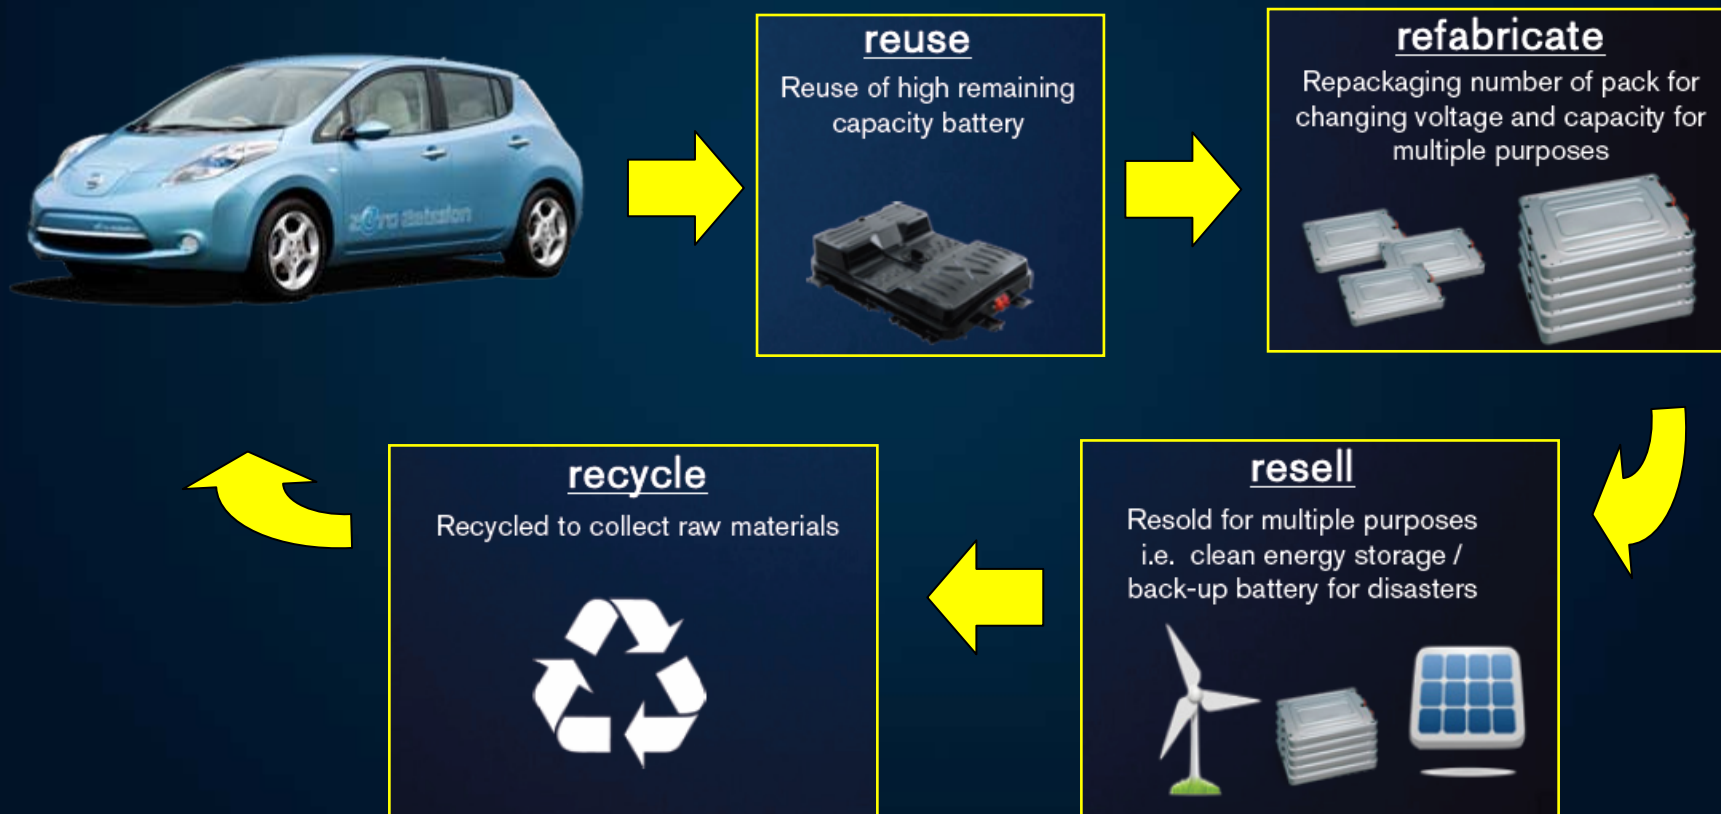 reuse
Reuse of high remaining
capacity battery
refabricate
Repackaging number of pack for
changing voltage and capacity for
multiple purposes
zero emission
resell
Resold for multiple purposes
i.e. clean energy storage /
back-up battery for disasters
recycle
Recycled to collect raw materials